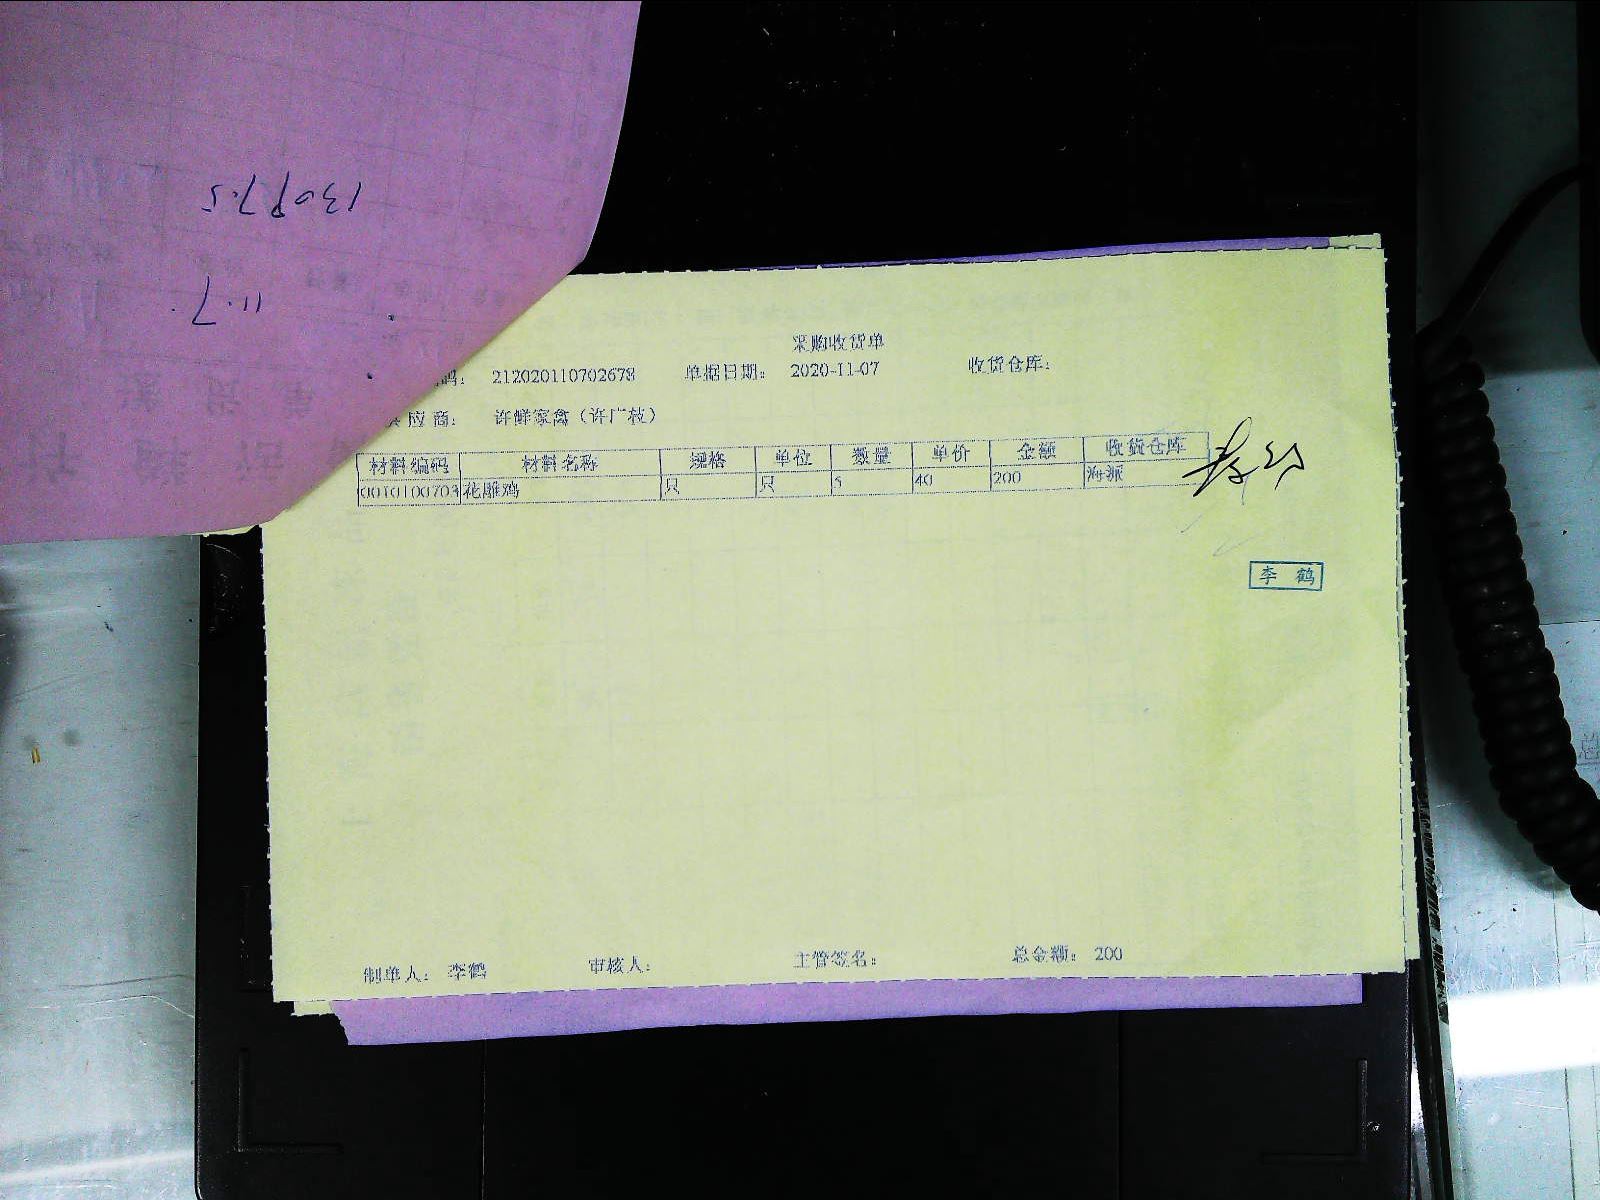 13097.5
11.7.
采购收货单
码： 212020110702678 单据日期： 2020-11-07 收货仓库：
应商： 许鲜家禽（许广枝）
材料编码 材料名称 规格 单位 数量 单价 金额 收货仓库
0010100703 花雕鸡 只 只 5 40 200 海派
李 鹤
制单人： 李鹤 审核人： 主管签名： 总金额： 200